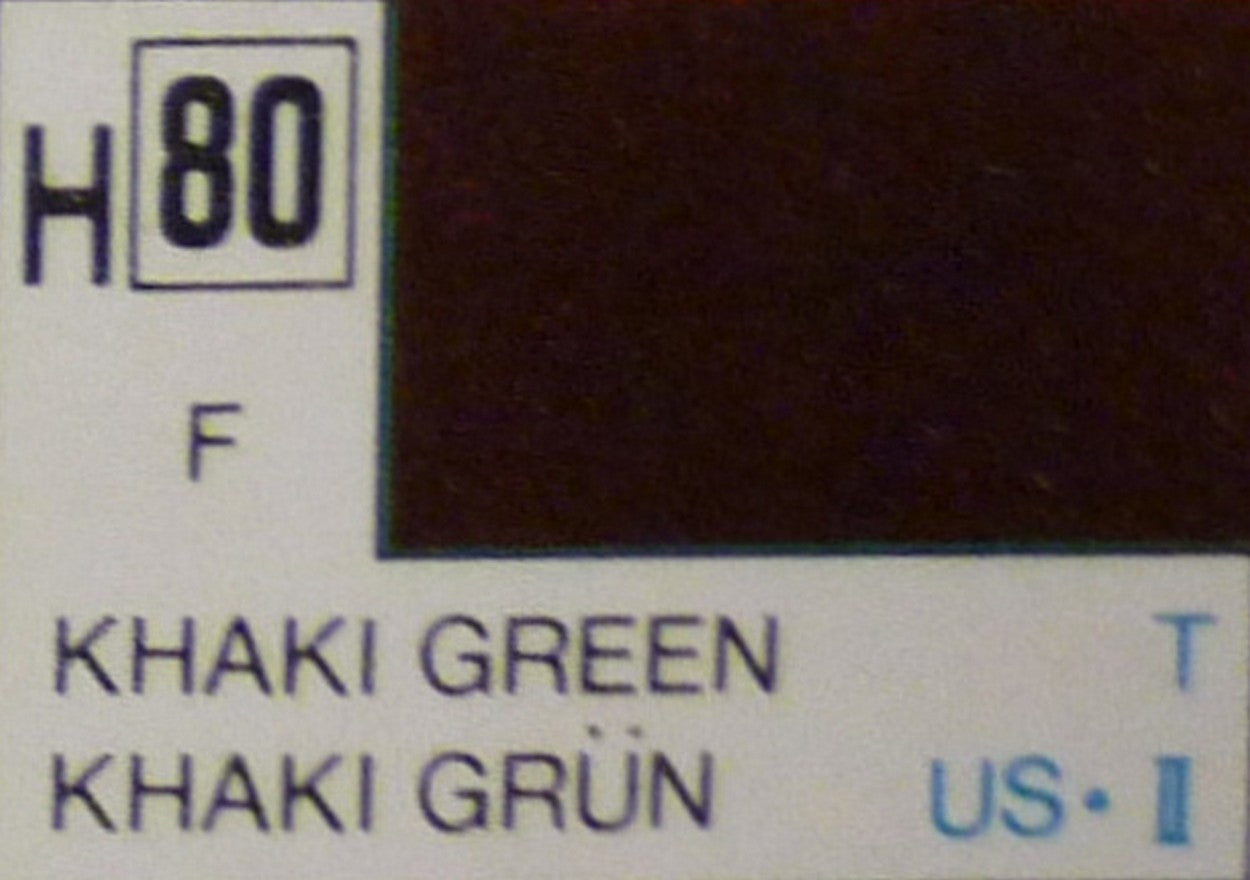 H 80
F
KHAKI GREEN T
KHAKI GRÜN US • II